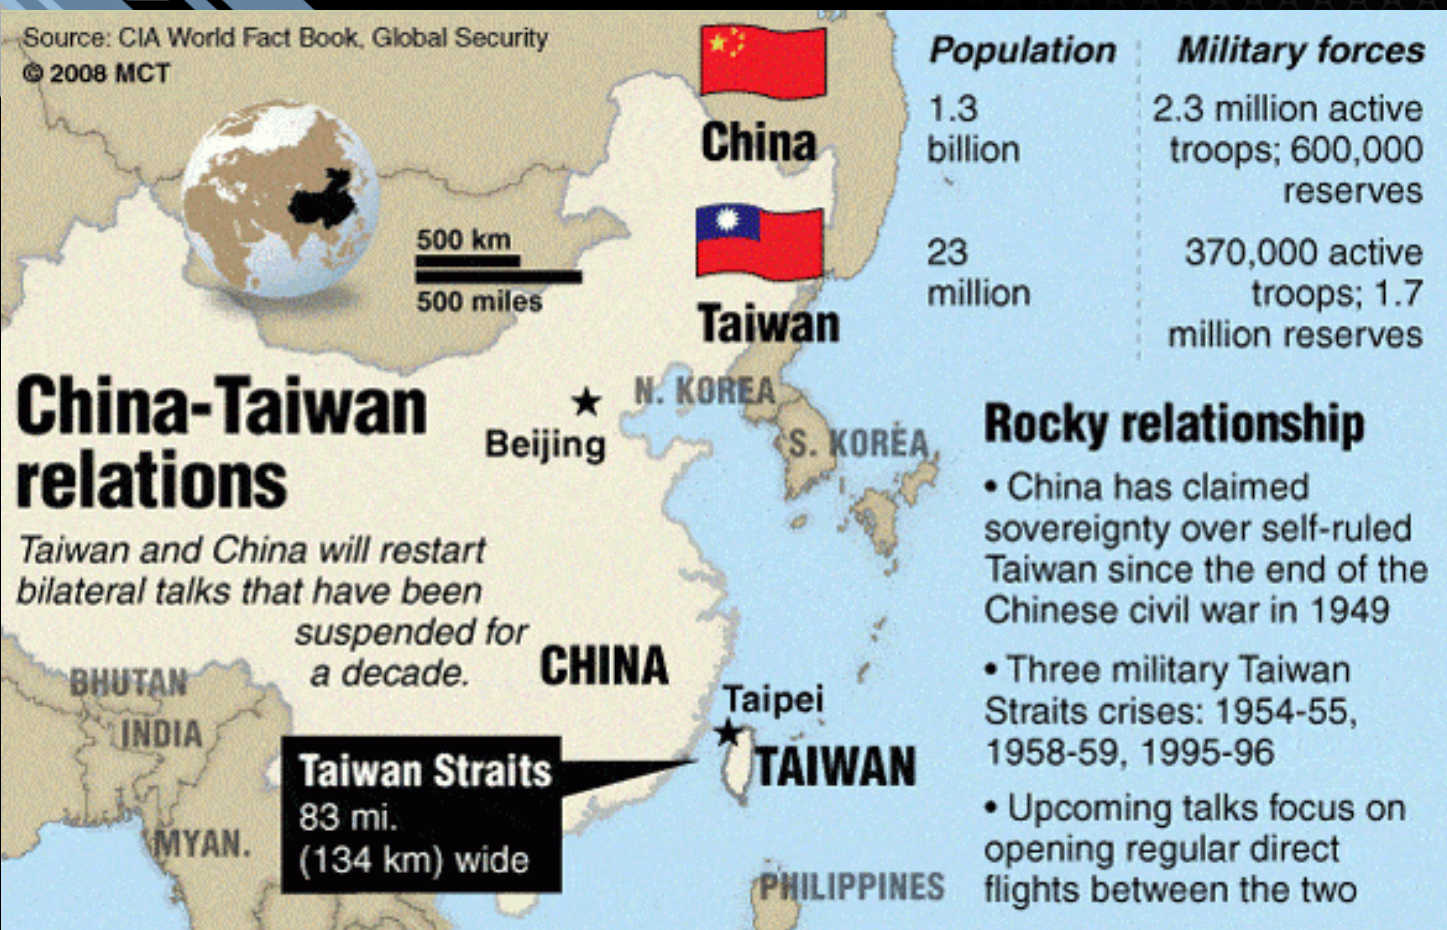 Source: CIA World Fact Book, Global Security
© 2008 MCT
China
Taiwan
Population
1.3
billion
23
million
Military forces
2.3 million active
troops; 600,000
reserves
370,000 active
troops; 1.7
million reserves
500 km
500 miles
China-Taiwan
relations
Taiwan and China will restart
bilateral talks that have been
suspended for
a decade.
Beijing
N. KOREA
S. KOREA
CHINA
Taipei
TAIWAN
BHUTAN
INDIA
MYAN.
PHILIPPINES
Taiwan Straits
83 mi.
(134 km) wide
Rocky relationship
• China has claimed
sovereignty over self-ruled
Taiwan since the end of the
Chinese civil war in 1949
• Three military Taiwan
Straits crises: 1954-55,
1958-59, 1995-96
• Upcoming talks focus on
opening regular direct
flights between the two